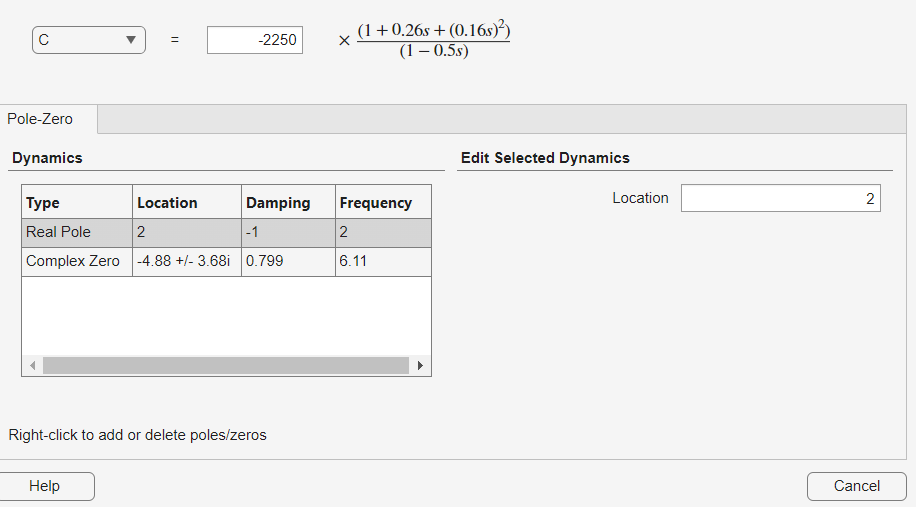 C = -2250 × (1 + 0.26s + (0.16s)²)
(1 − 0.5s)
Pole-Zero
Dynamics
Edit Selected Dynamics
Location 2
Type Location Damping Frequency
Real Pole 2 -1 2
Complex Zero -4.88 +/- 3.68i 0.799 6.11
Right-click to add or delete poles/zeros
Help Cancel